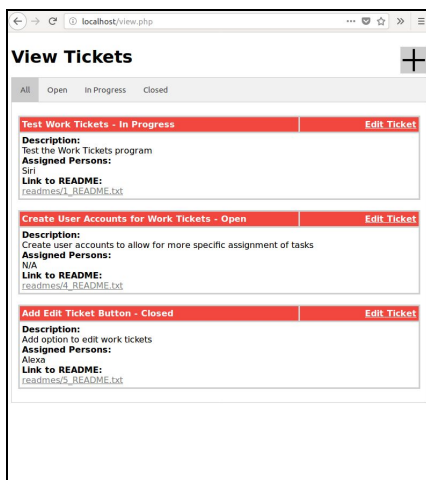 localhost/view.php
View Tickets
+
All Open In Progress Closed
Test Work Tickets - In Progress Edit Ticket
Description:
Test the Work Tickets program
Assigned Persons:
Siri
Link to README:
readmes/1_README.txt
Create User Accounts for Work Tickets - Open Edit Ticket
Description:
Create user accounts to allow for more specific assignment of tasks
Assigned Persons:
N/A
Link to README:
readmes/4_README.txt
Add Edit Ticket Button - Closed Edit Ticket
Description:
Add option to edit work tickets
Assigned Persons:
Alexa
Link to README:
readmes/5_README.txt